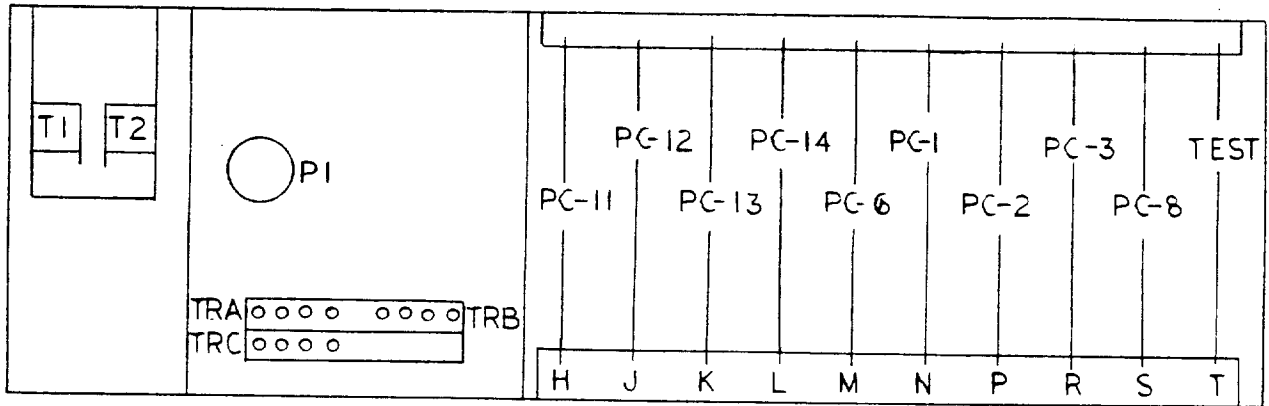 T1 T2
P1
TRA TRB
TRC
PC-12 PC-14 PC-1 PC-3 TEST
PC-11 PC-13 PC-6 PC-2 PC-8
H J K L M N P R S T